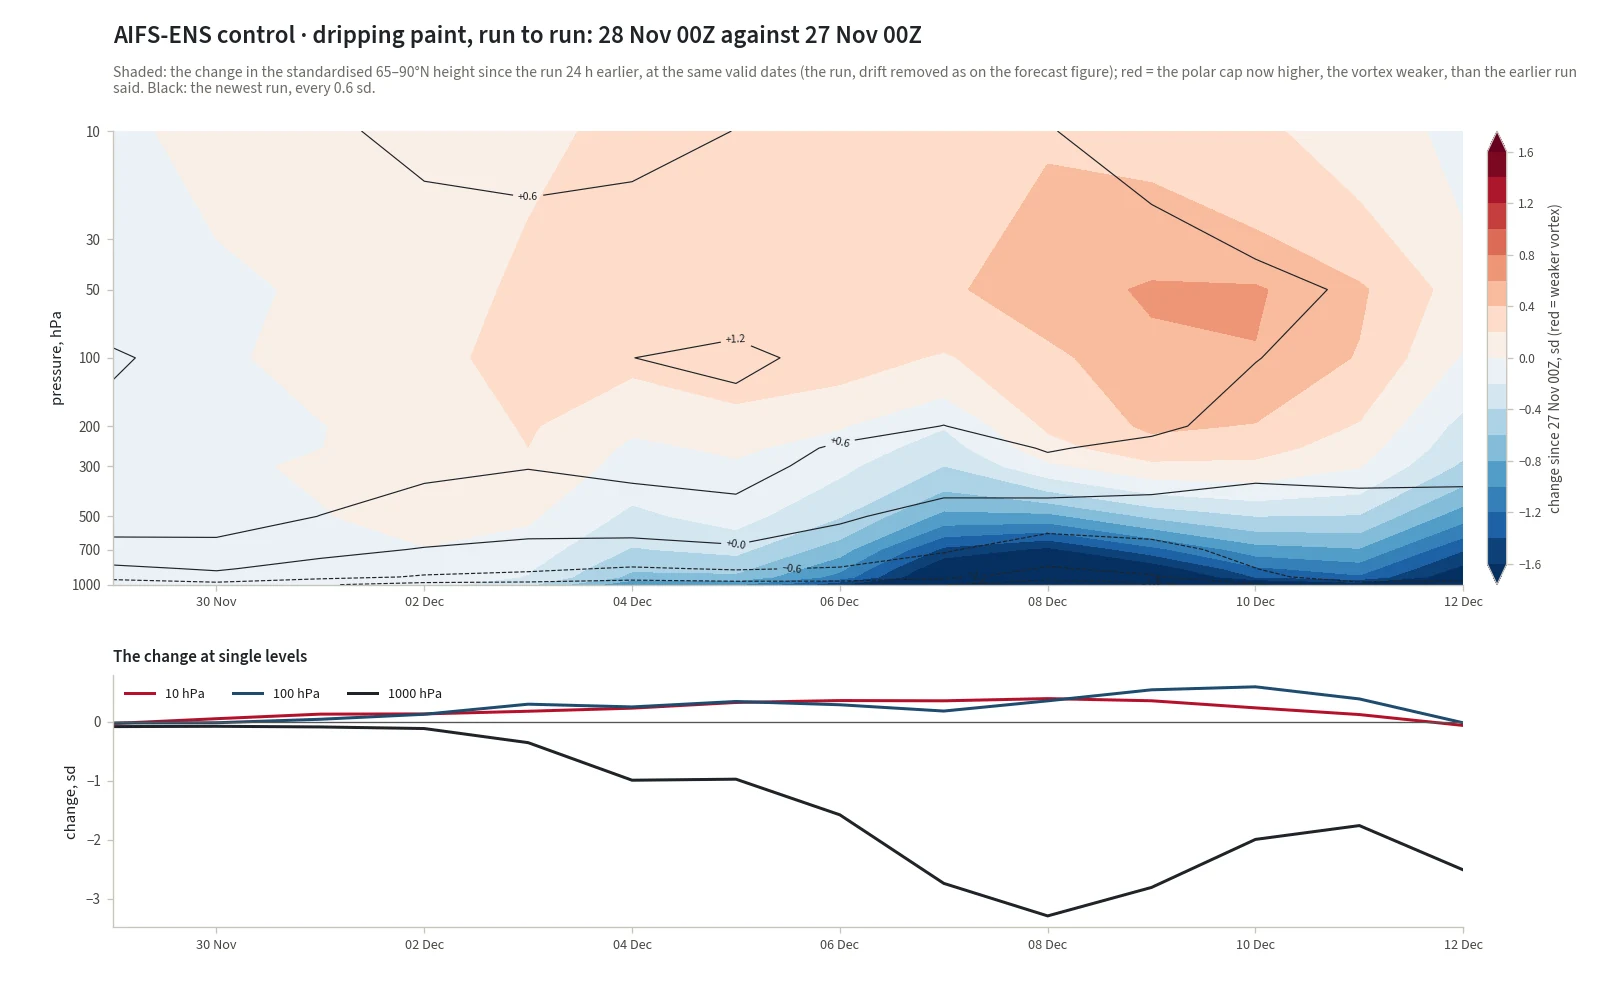 AIFS-ENS control · dripping paint, run to run: 28 Nov 00Z against 27 Nov 00Z
Shaded: the change in the standardised 65–90°N height since the run 24 h earlier, at the same valid dates (the run, drift removed as on the forecast figure); red = the polar cap now higher, the vortex weaker, than the earlier run
said. Black: the newest run, every 0.6 sd.
pressure, hPa
10
30
50
100
200
300
500
700
1000
+0.6
+1.2
+0.6
+0.0
−0.6
30 Nov
02 Dec
04 Dec
06 Dec
08 Dec
10 Dec
12 Dec
1.6
1.2
0.8
0.4
0.0
−0.4
−0.8
−1.2
−1.6
change since 27 Nov 00Z, sd (red = weaker vortex)
The change at single levels
10 hPa
100 hPa
1000 hPa
change, sd
0
−1
−2
−3
30 Nov
02 Dec
04 Dec
06 Dec
08 Dec
10 Dec
12 Dec